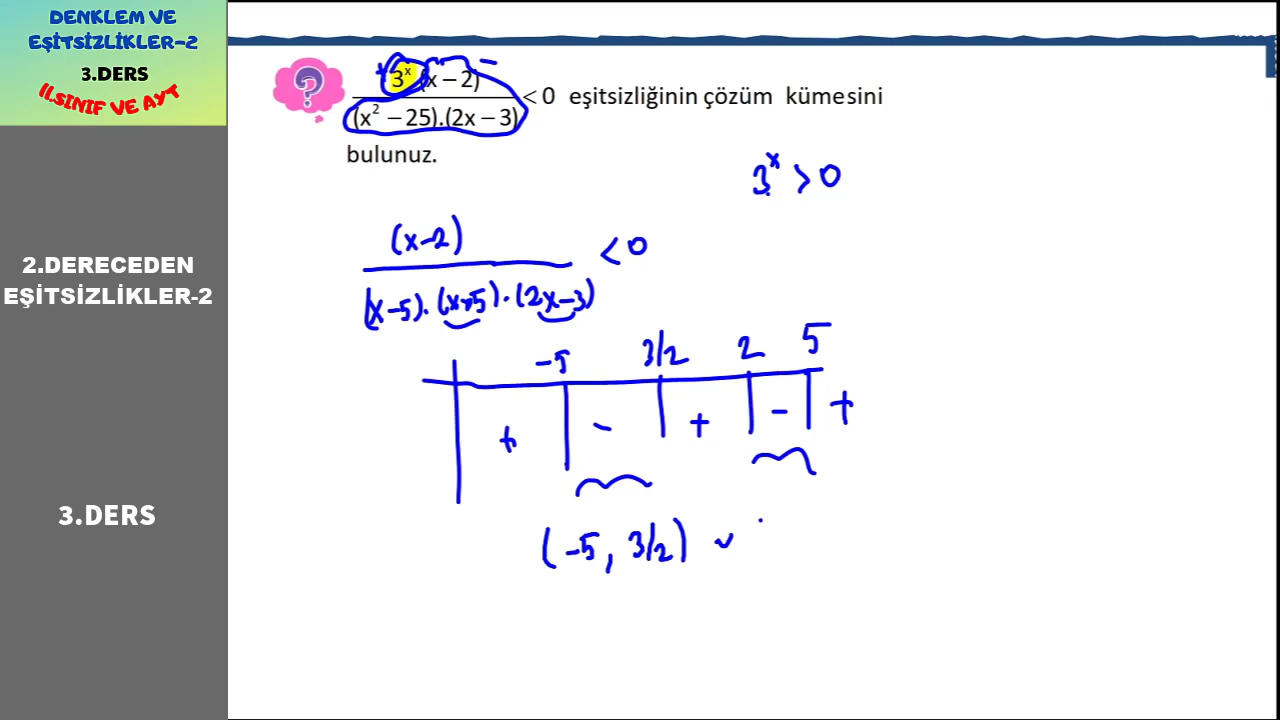 DENKLEM VE
EŞİTSİZLİKLER-2
3.DERS
11.SINIF VE AYT
2.DERECEDEN
EŞİTSİZLİKLER-2
3.DERS
?
+ 3^x (x − 2) −
(x² − 25).(2x − 3)
< 0 eşitsizliğinin çözüm kümesini
bulunuz.
3^x > 0
(x-2)
< 0
(x-5).(x+5).(2x-3)
-5 3/2 2 5
+ - + - +
(-5, 3/2) ∪